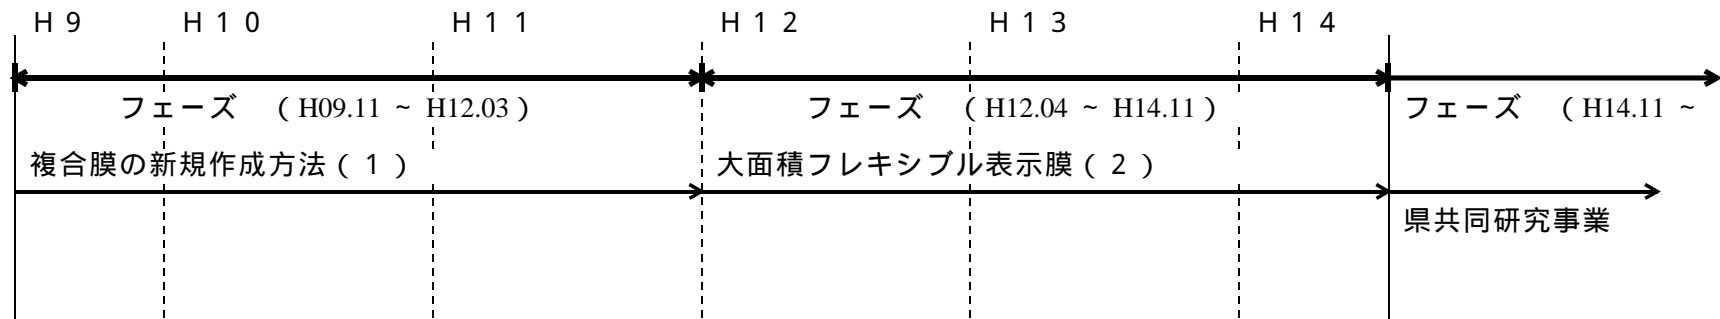 H９ H１０ H１１ H１２ H１３ H１４
フェーズ （H09.11 ~ H12.03） フェーズ （H12.04 ~ H14.11） フェーズ （H14.11 ~
複合膜の新規作成方法（１） 大面積フレキシブル表示膜（２）
県共同研究事業